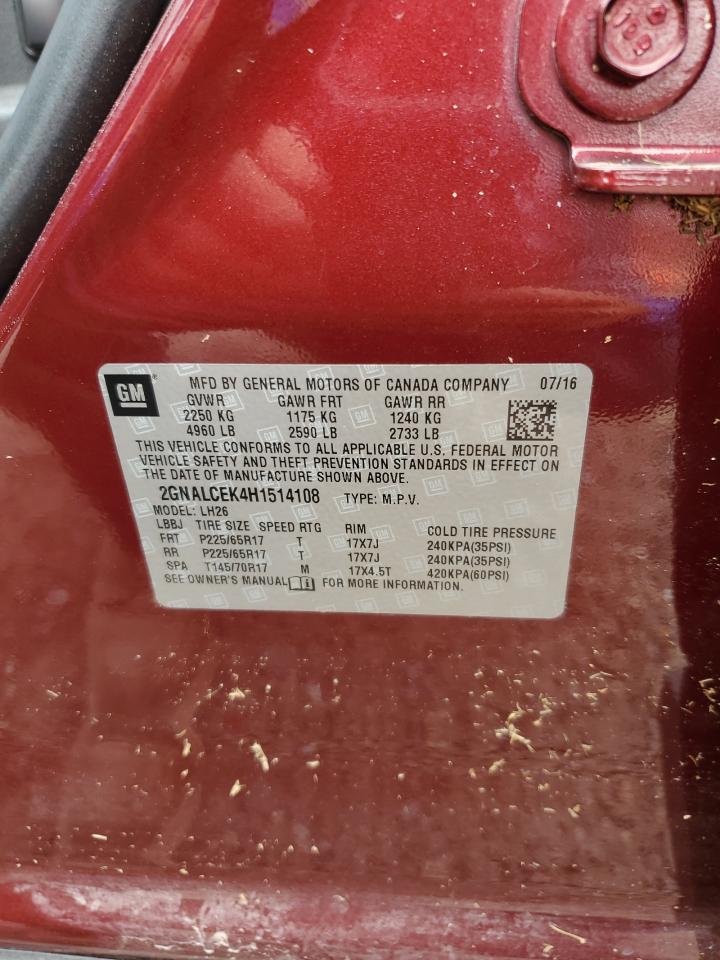 GM
MFD BY GENERAL MOTORS OF CANADA COMPANY 07/16
GVWR GAWR FRT GAWR RR
2250 KG 1175 KG 1240 KG
4960 LB 2590 LB 2733 LB
THIS VEHICLE CONFORMS TO ALL APPLICABLE U.S. FEDERAL MOTOR
VEHICLE SAFETY AND THEFT PREVENTION STANDARDS IN EFFECT ON
THE DATE OF MANUFACTURE SHOWN ABOVE.
2GNALCEK4H1514108 TYPE: M.P.V.
MODEL: LH26
LBBJ TIRE SIZE SPEED RTG RIM COLD TIRE PRESSURE
FRT P225/65R17 T 17X7J 240KPA(35PSI)
RR P225/65R17 T 17X7J 240KPA(35PSI)
SPA T145/70R17 M 17X4.5T 420KPA(60PSI)
SEE OWNER'S MANUAL FOR MORE INFORMATION.